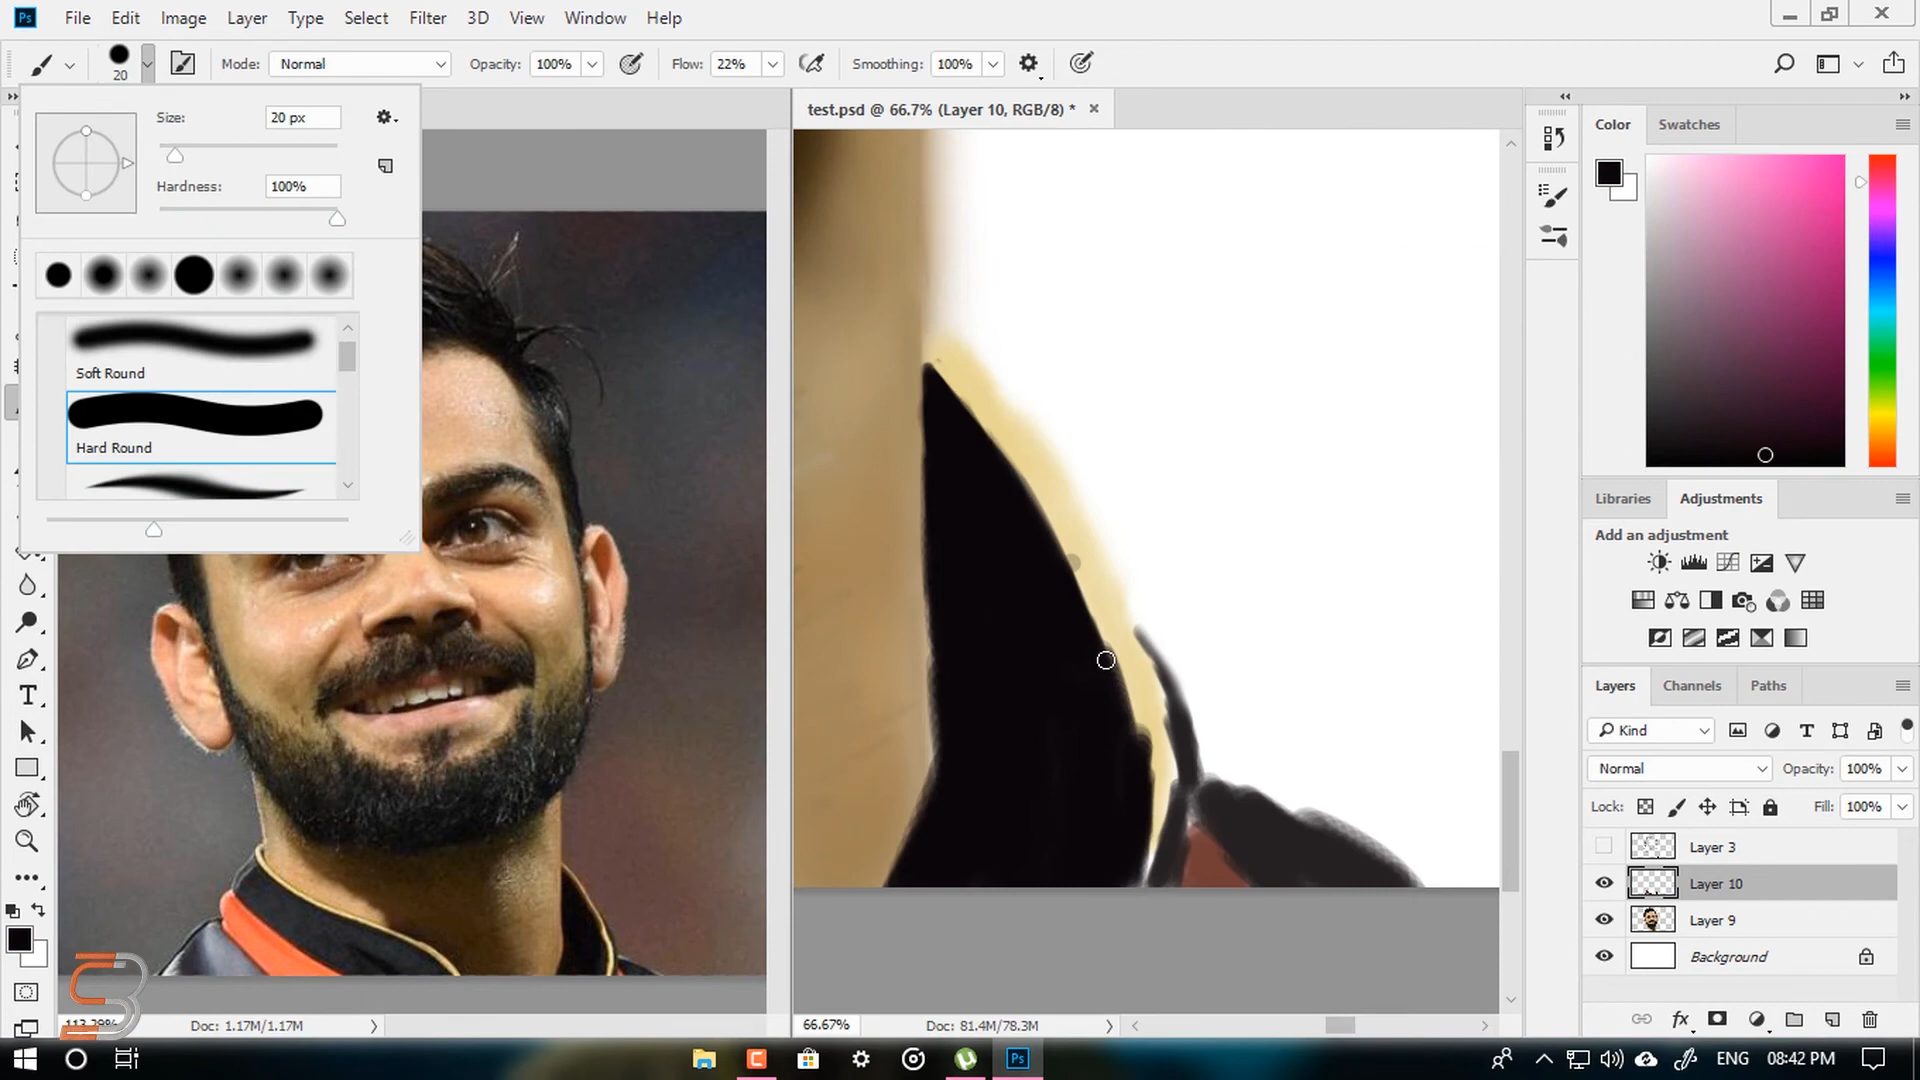 Ps File Edit Image Layer Type Select Filter 3D View Window Help
20 Mode: Normal Opacity: 100% Flow: 22% Smoothing: 100%
Size: 20 px
Hardness: 100%
Soft Round
Hard Round
test.psd @ 66.7% (Layer 10, RGB/8) *
Color Swatches
Libraries Adjustments
Add an adjustment
Layers Channels Paths
Kind
Normal Opacity: 100%
Lock: Fill: 100%
Layer 3
Layer 10
Layer 9
Background
fx
T
Doc: 1.17M/1.17M
66.67% Doc: 81.4M/78.3M
Ps ENG 08:42 PM